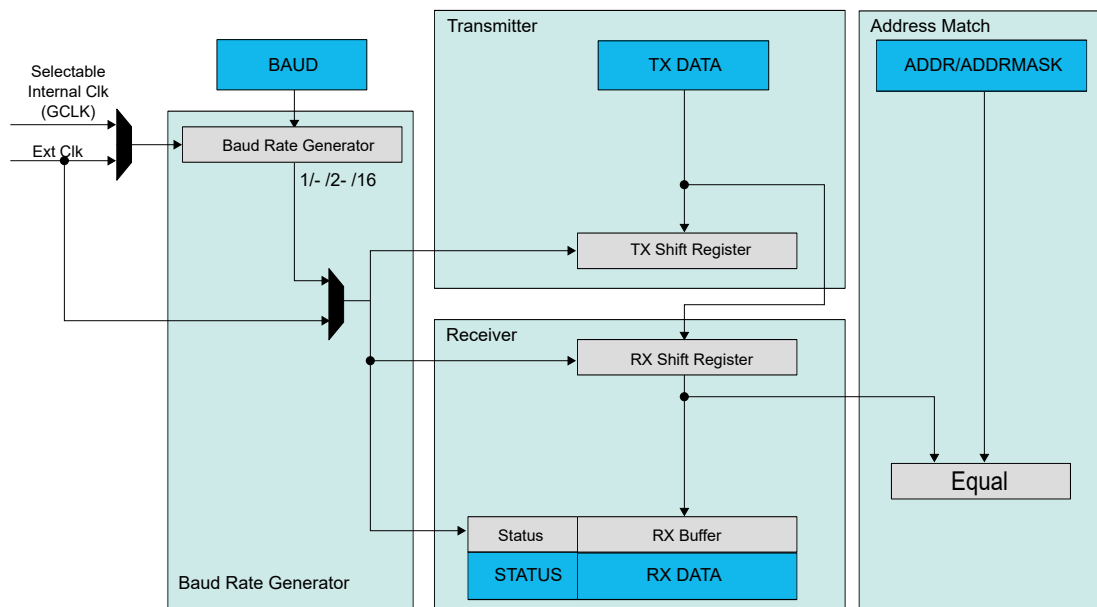 Transmitter
Address Match
BAUD
TX DATA
ADDR/ADDRMASK
Selectable
Internal Clk
(GCLK)
Ext Clk
Baud Rate Generator
1/- /2- /16
TX Shift Register
Receiver
RX Shift Register
Equal
Status
RX Buffer
STATUS
RX DATA
Baud Rate Generator